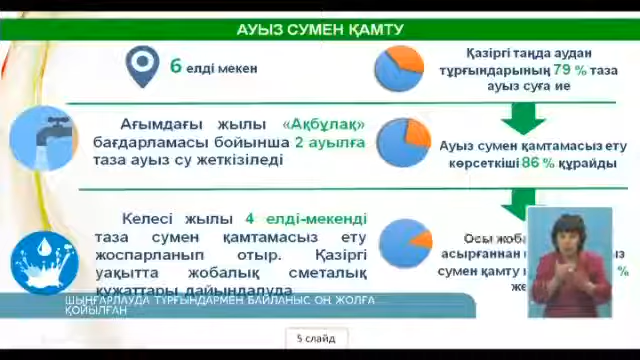 АУЫЗ СУМЕН ҚАМТУ
6 елді мекен
Қазіргі таңда аудан
тұрғындарының 79 % таза
ауыз суға ие
Ағымдағы жылы «Ақбұлақ»
бағдарламасы бойынша 2 ауылға
таза ауыз су жеткізіледі
Ауыз сумен қамтамасыз ету
көрсеткіші 86 % құрайды
Келесі жылы 4 елді-мекенді
таза сумен қамтамасыз ету
жоспарланып отыр. Қазіргі
уақытта жобалық сметалық
құжаттары дайындалуда
Осы
асырғаннан
сумен қамту %
ШЫҢҒАРЛАУДА ТҰРҒЫНДАРМЕН БАЙЛАНЫС ОҢ ЖОЛҒА
ҚОЙЫЛҒАН
5 слайд